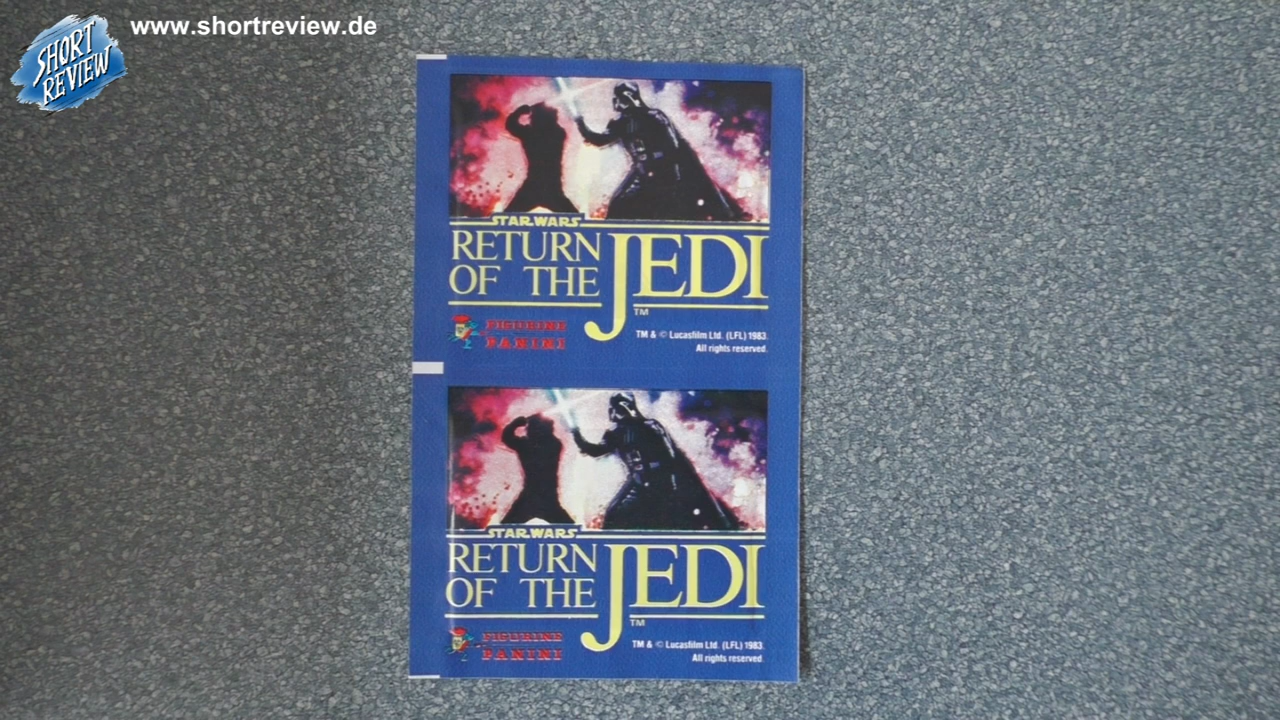 www.shortreview.de
SHORT
REVIEW
STAR WARS
RETURN
OF THE
JEDI
TM
FIGURINE
PANINI
TM & © Lucasfilm Ltd. (LFL) 1983.
All rights reserved.
STAR WARS
RETURN
OF THE
JEDI
TM
FIGURINE
PANINI
TM & © Lucasfilm Ltd. (LFL) 1983.
All rights reserved.